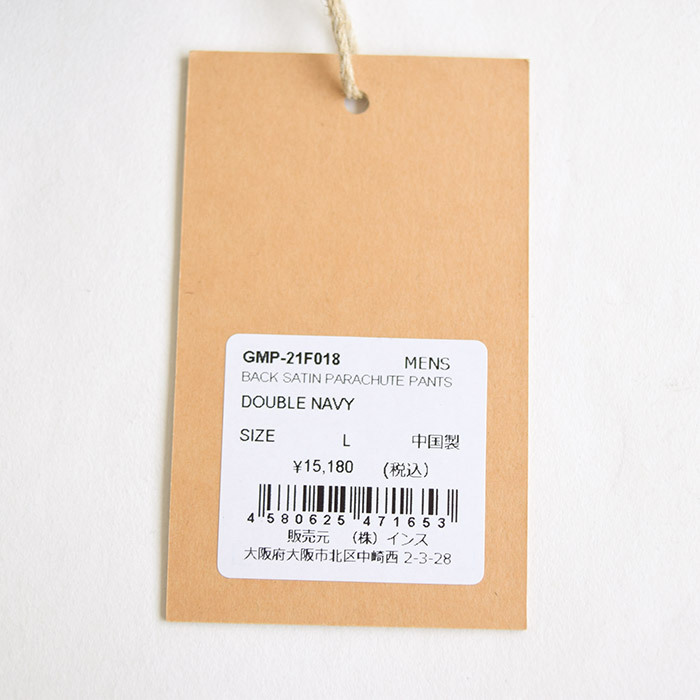 GMP-21F018 MENS
BACK SATIN PARACHUTE PANTS
DOUBLE NAVY
SIZE L 中国製
¥15,180 (税込)
4 580625 471653
販売元 (株)インス
大阪府大阪市北区中崎西 2-3-28